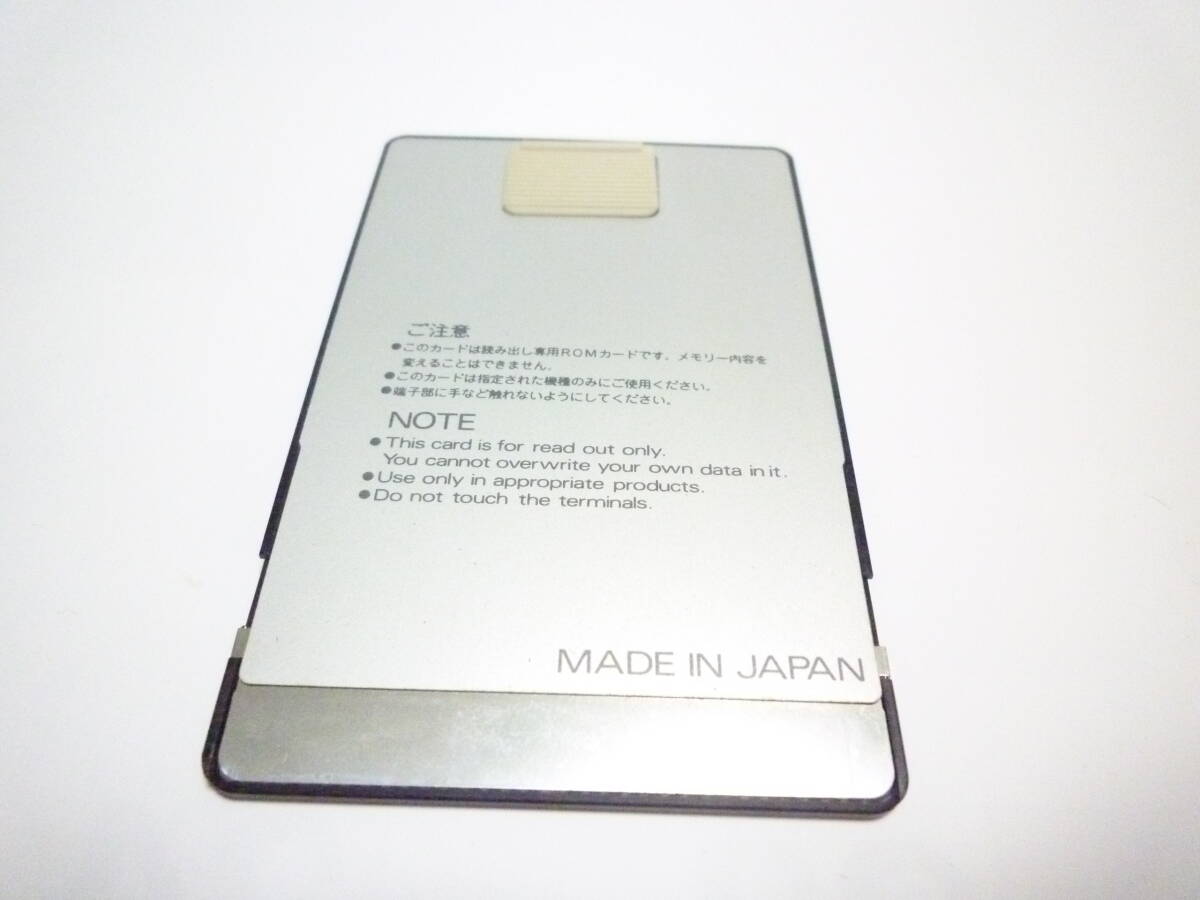 ご注意
●このカードは読み出し専用ROMカードです。メモリー内容を
変えることはできません。
●このカードは指定された機種のみにご使用ください。
●端子部に手など触れないようにしてください。
NOTE
●This card is for read out only.
You cannot overwrite your own data in it.
●Use only in appropriate products.
●Do not touch the terminals.
MADE IN JAPAN